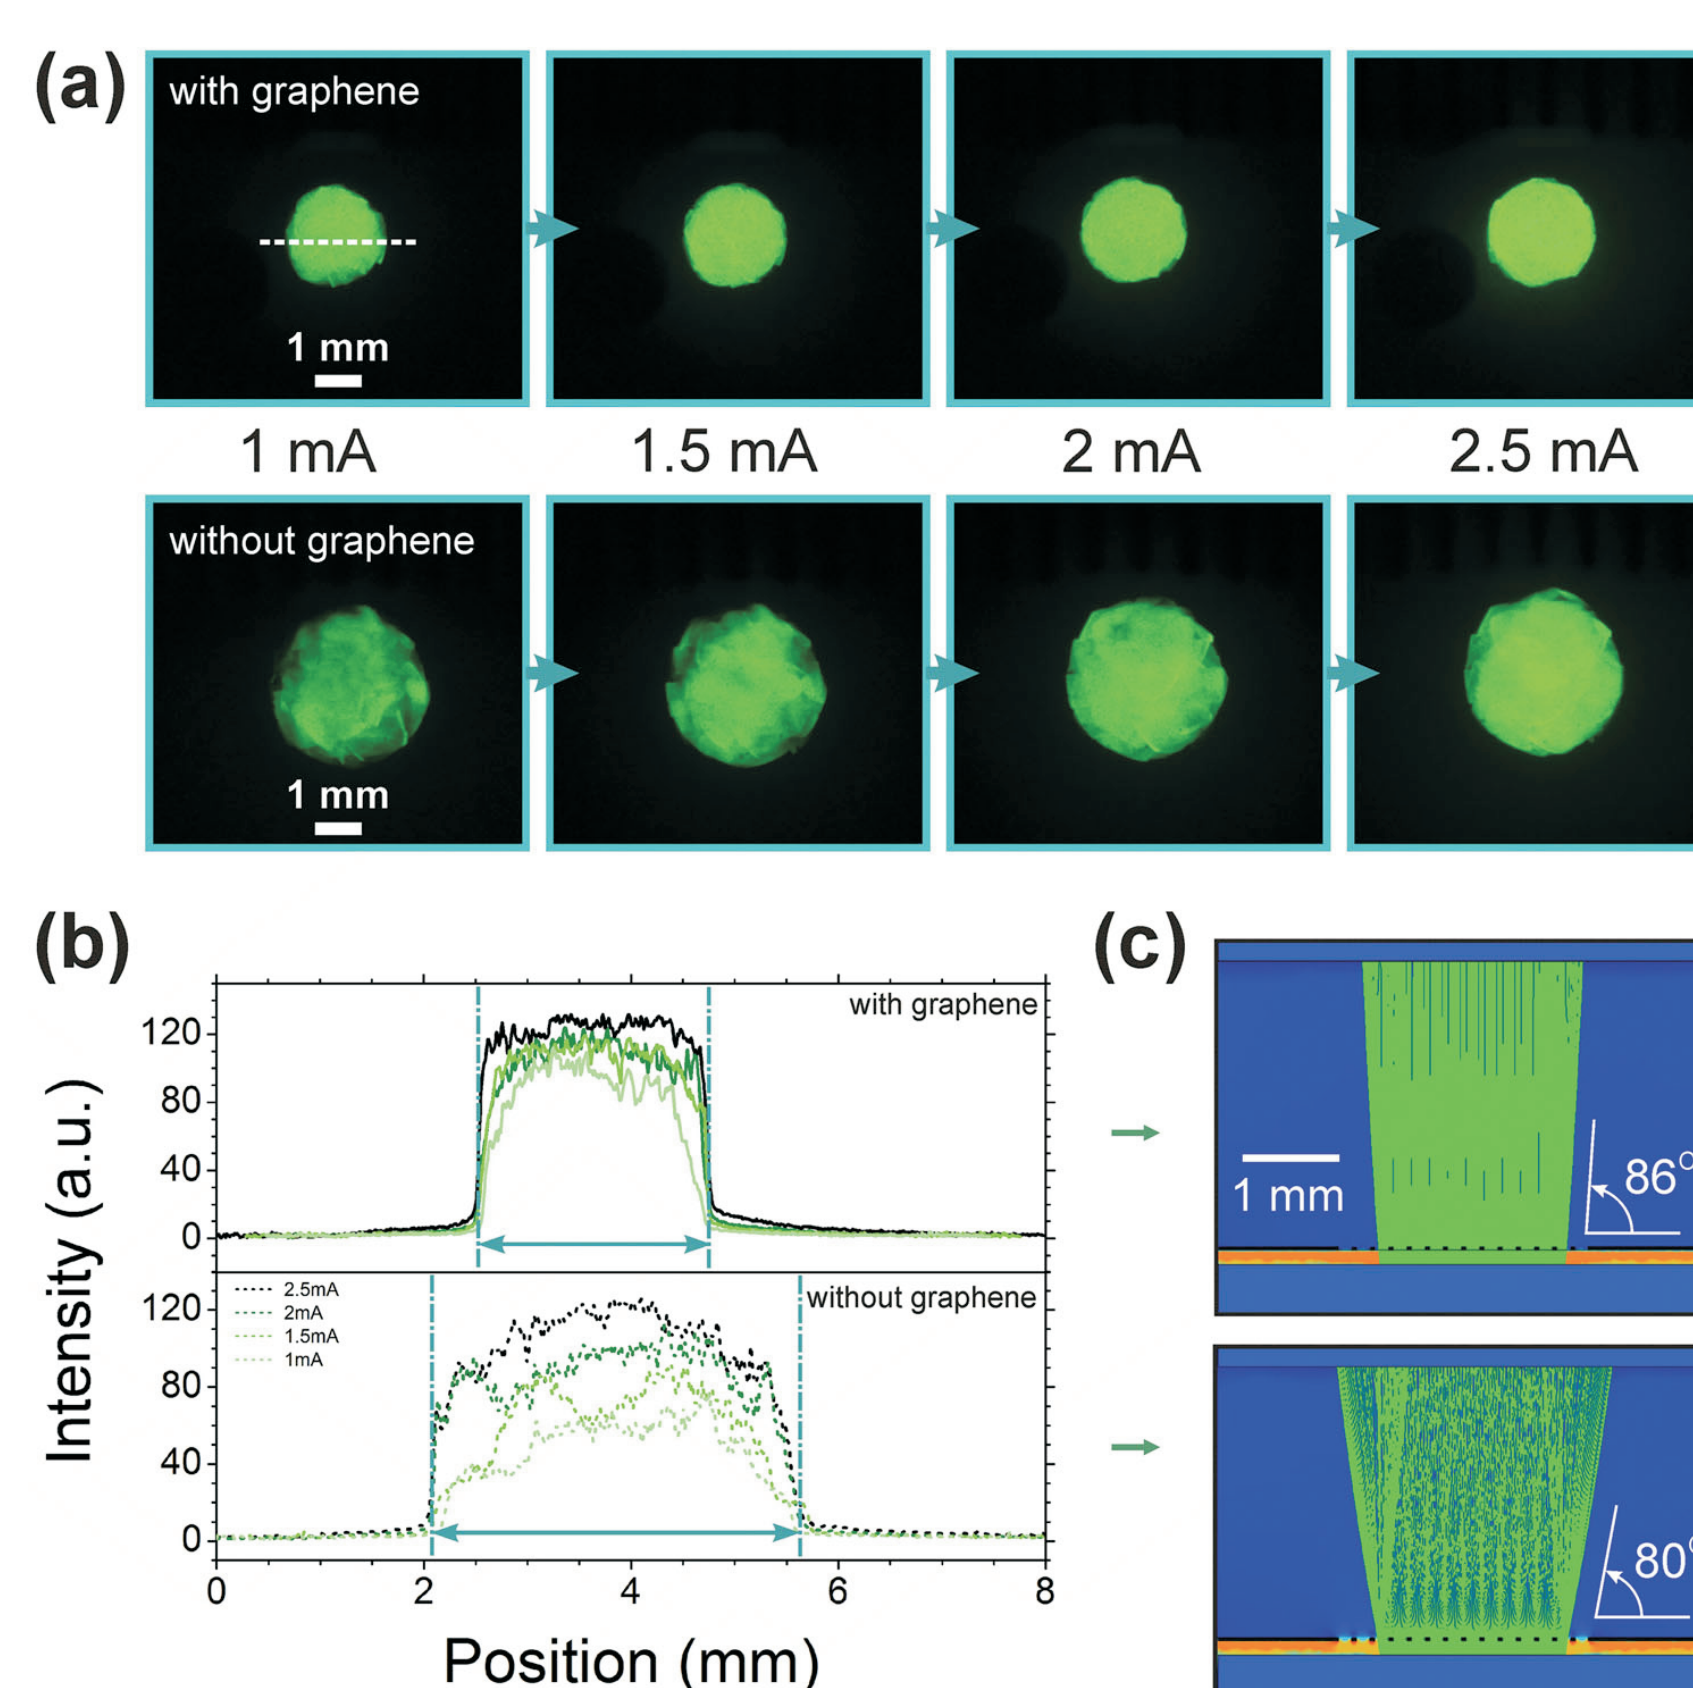 (a)
with graphene
1 mm
1 mA
1.5 mA
2 mA
2.5 mA
without graphene
1 mm
(b)
with graphene
120
80
40
0
2.5mA
2mA
1.5mA
1mA
without graphene
120
80
40
0
0 2 4 6 8
Intensity (a.u.)
Position (mm)
(c)
1 mm
86°
80°